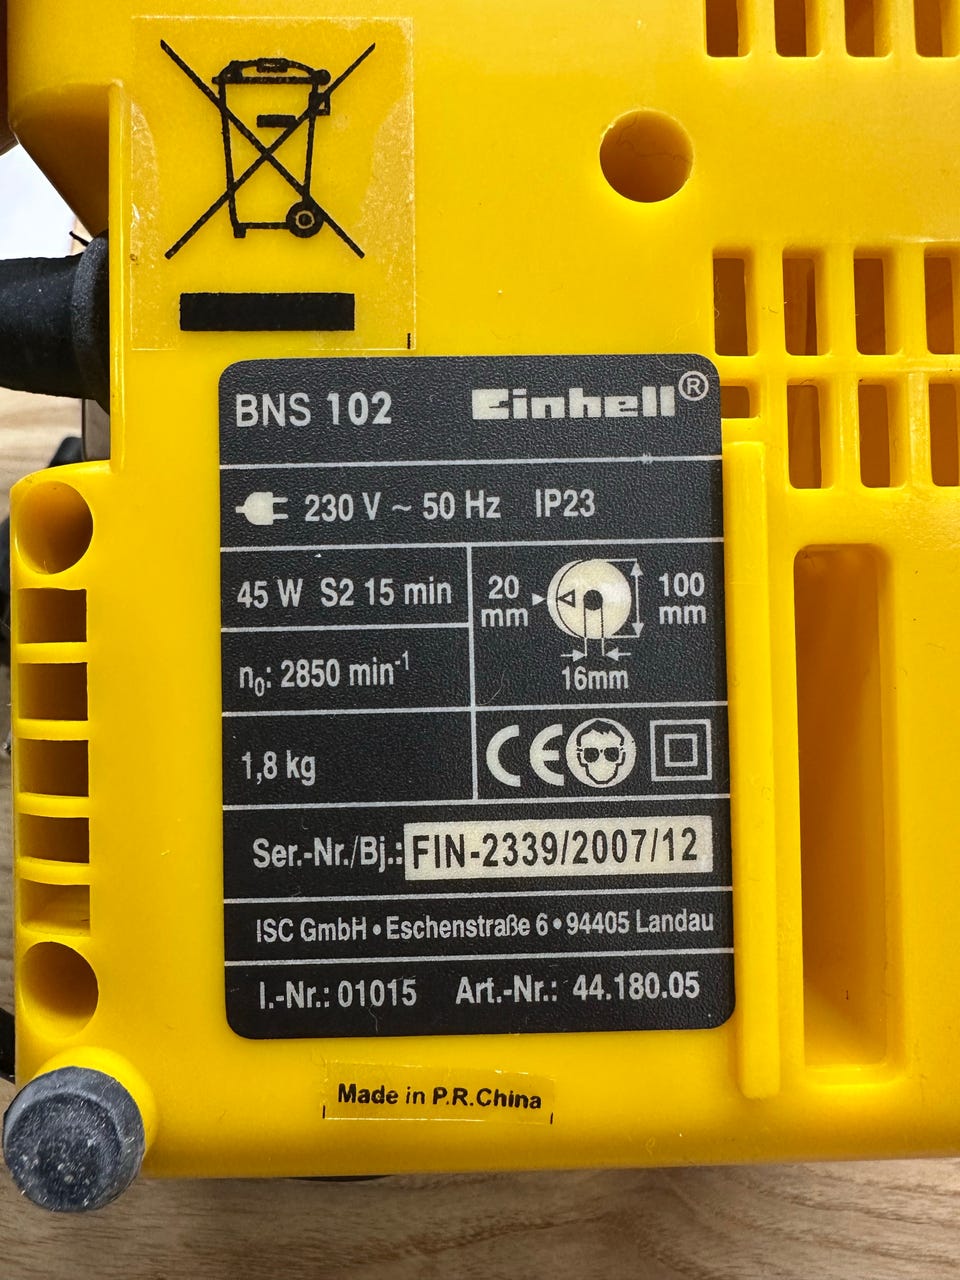 BNS 102 Einhell®
230 V ~ 50 Hz IP23
45 W S2 15 min
20 mm
100 mm
16mm
n₀: 2850 min⁻¹
1,8 kg
CE
Ser.-Nr./Bj.: FIN-2339/2007/12
ISC GmbH • Eschenstraße 6 • 94405 Landau
I.-Nr.: 01015 Art.-Nr.: 44.180.05
Made in P.R.China